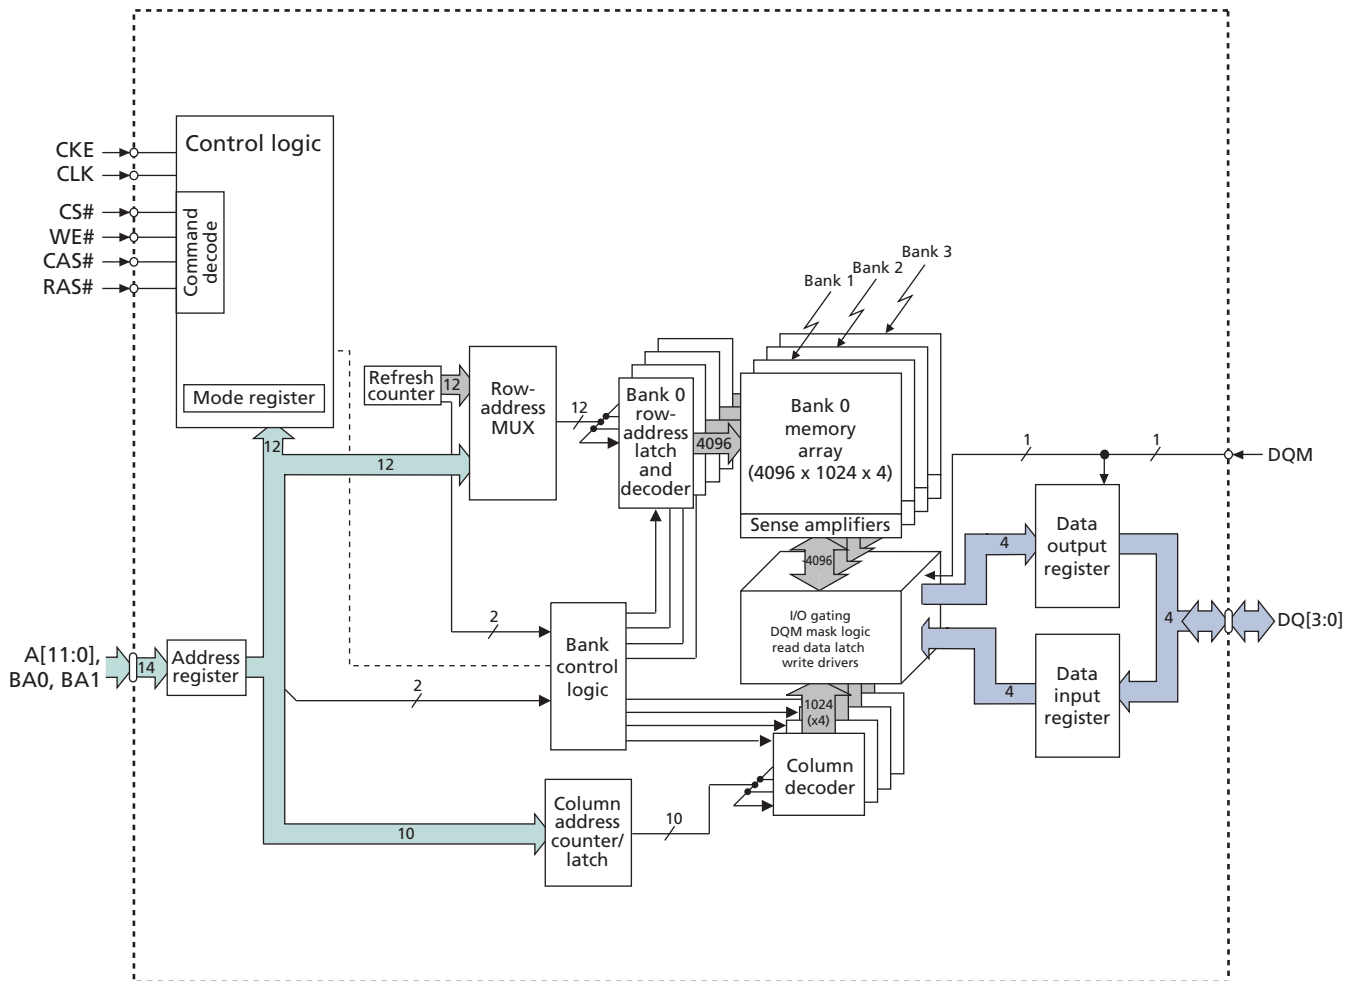 Control logic
CKE
CLK
CS#
WE#
CAS#
RAS#
Command
decode
Mode register
12
12
Refresh
counter
12
Row-
address
MUX
12
Bank 0
row-
address
latch
and
decoder
4096
Bank 1
Bank 2
Bank 3
Bank 0
memory
array
(4096 x 1024 x 4)
Sense amplifiers
4096
I/O gating
DQM mask logic
read data latch
write drivers
1
1
DQM
4
Data
output
register
4
DQ[3:0]
4
Data
input
register
A[11:0],
BA0, BA1
14
Address
register
2
2
Bank
control
logic
1024
(x4)
Column
decoder
10
Column
address
counter/
latch
10